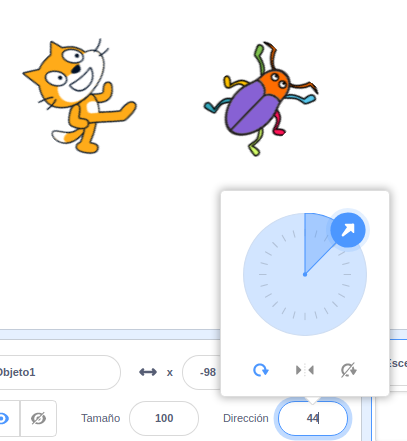 Objeto1
x
-98
Esce
Tamaño
100
Dirección
44